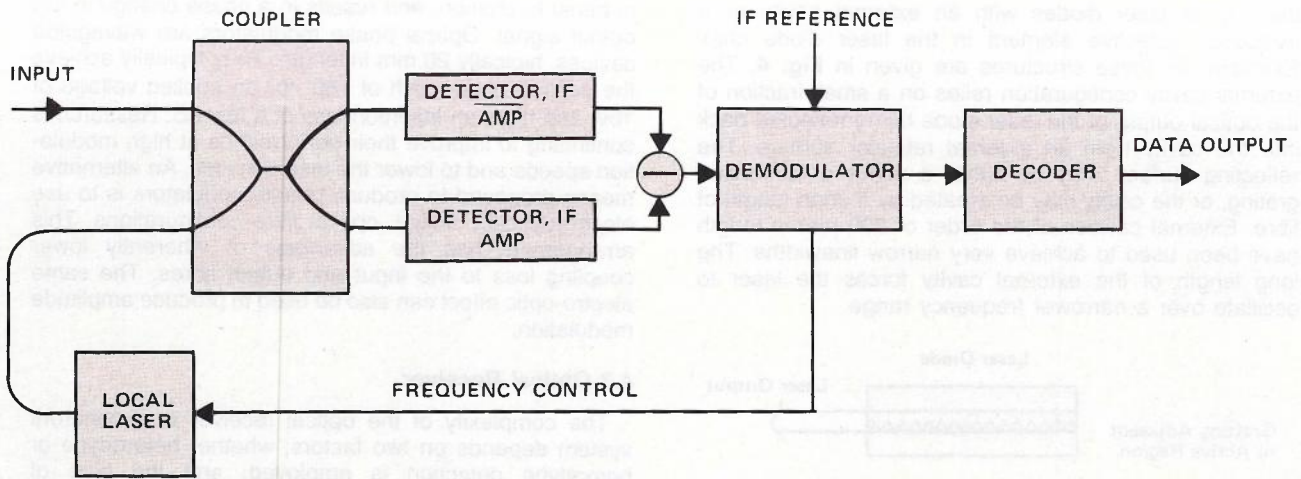 COUPLER
IF REFERENCE
INPUT
DETECTOR, IF
AMP
DATA OUTPUT
DEMODULATOR
DECODER
DETECTOR, IF
AMP
FREQUENCY CONTROL
LOCAL
LASER